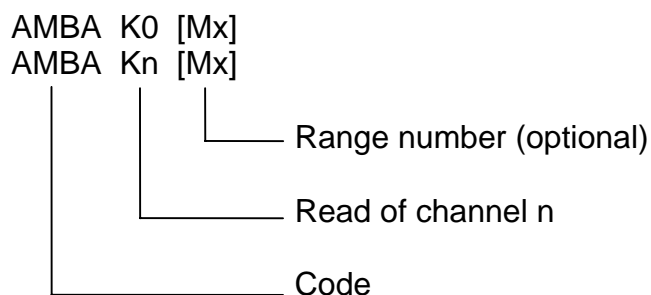 AMBA K0 [Mx]
AMBA Kn [Mx]
Range number (optional)
Read of channel n
Code